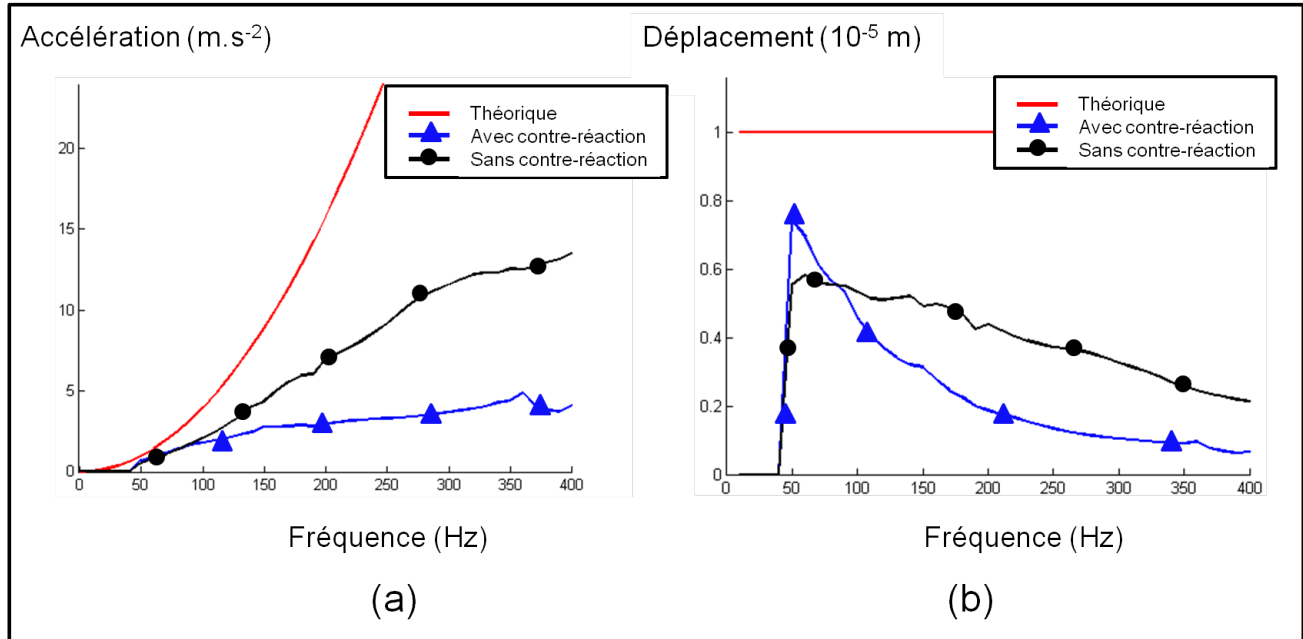 Accélération (m.s-2)
Théorique
Avec contre-réaction
Sans contre-réaction
20
15
10
5
0
0 50 100 150 200 250 300 350 400
Fréquence (Hz)
(a)
Déplacement (10-5 m)
Théorique
Avec contre-réaction
Sans contre-réaction
1
0.8
0.6
0.4
0.2
0
0 50 100 150 200 250 300 350 400
Fréquence (Hz)
(b)